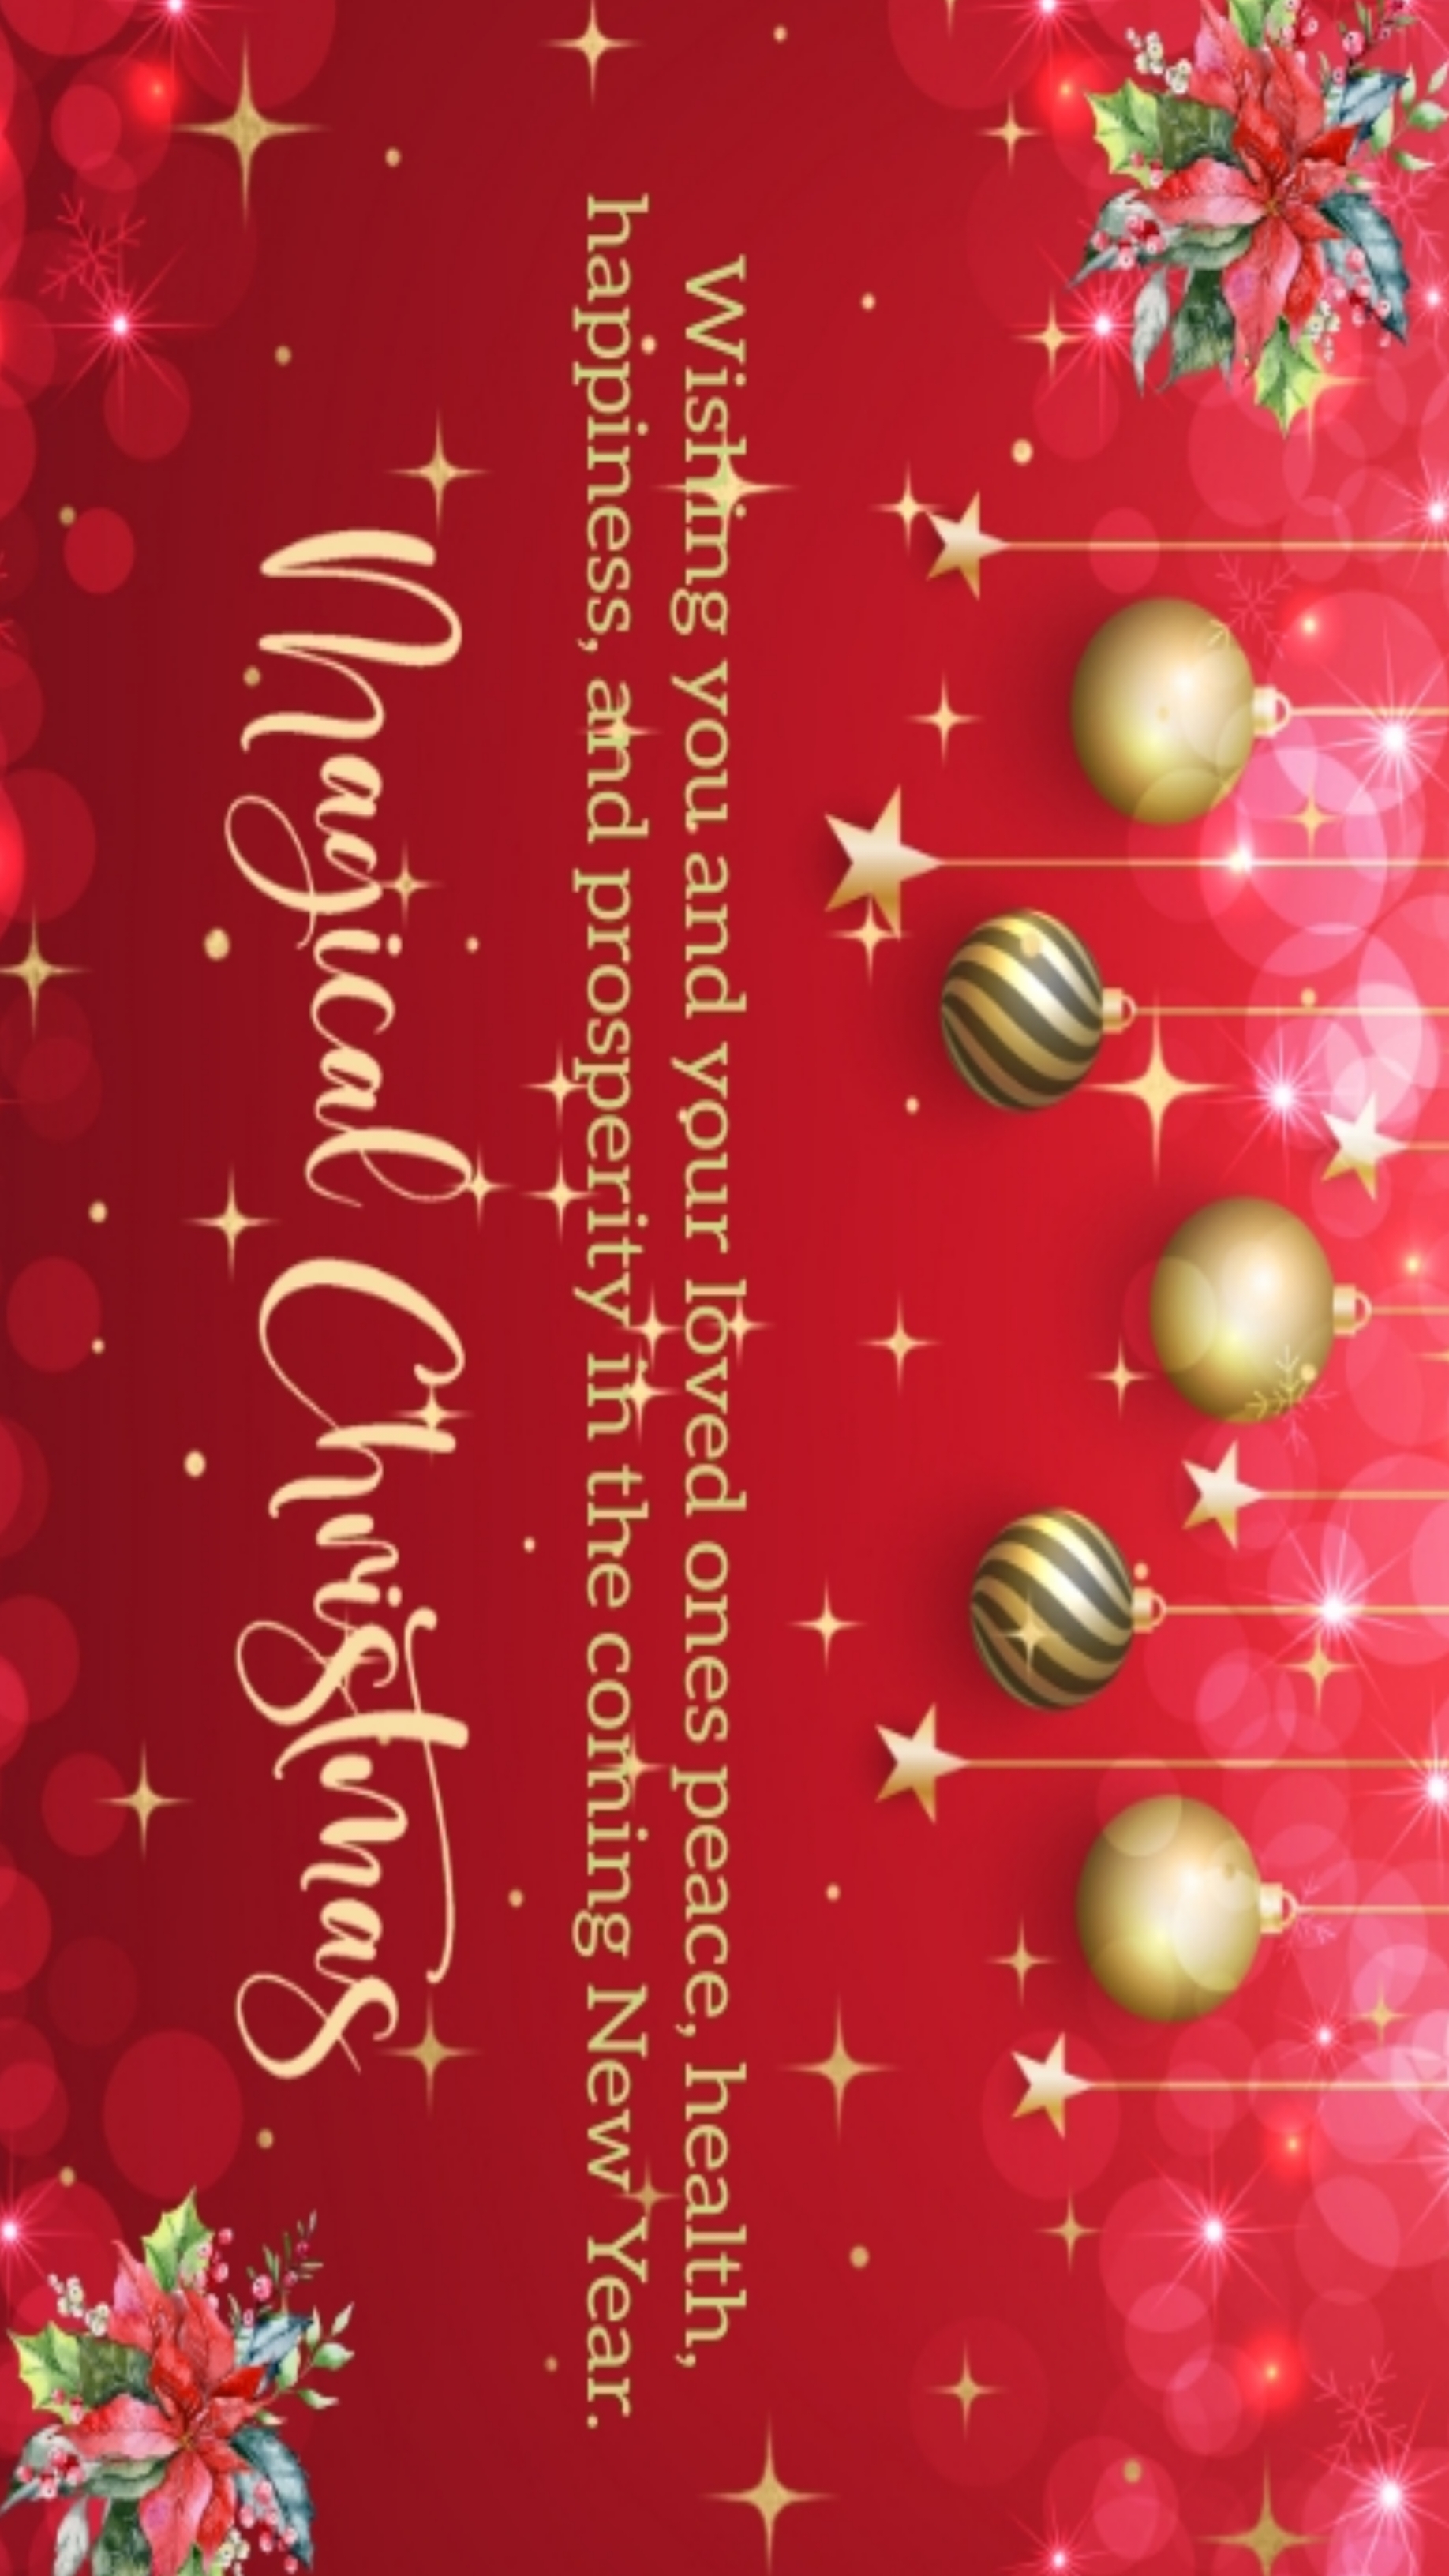 Wishing you and your loved ones peace, health,
happiness, and prosperity in the coming New Year.
Magical Christmas